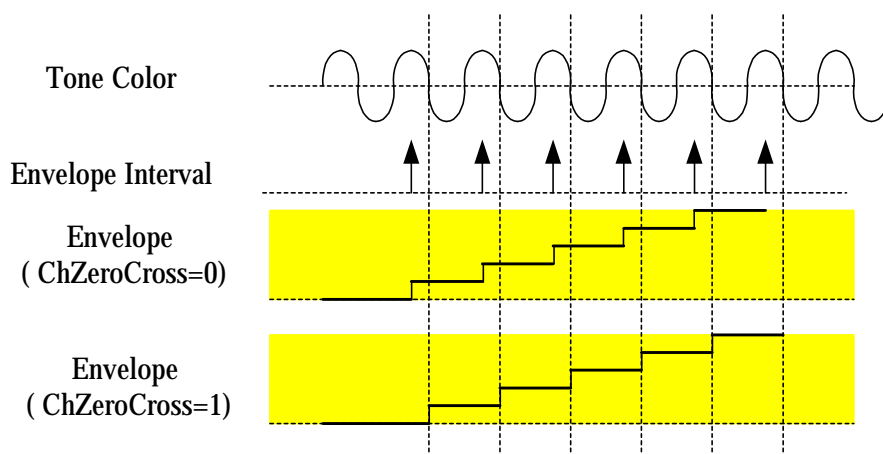 Tone Color
Envelope Interval
Envelope
( ChZeroCross=0)
Envelope
( ChZeroCross=1)